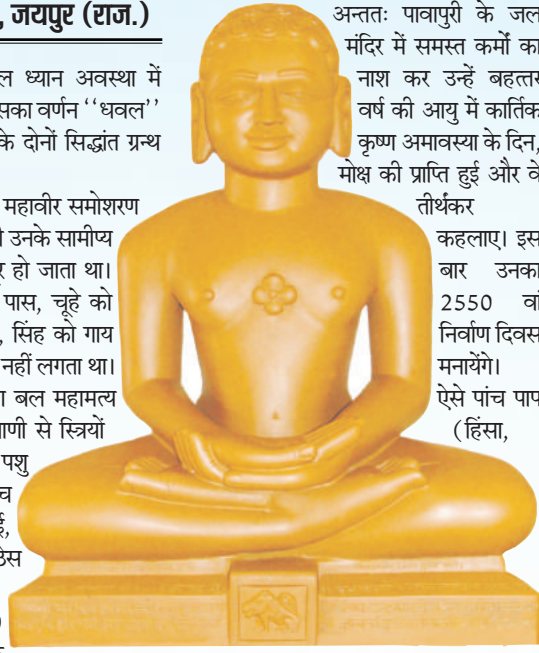 , जयपुर (राज.)
ल ध्यान अवस्था में
सका वर्णन ‘‘धवल’’
के दोनों सिद्धांत ग्रन्थ
महावीर समोशरण
उनके सामीप्य
र हो जाता था।
पास, चूहे को
, सिंह को गाय
नहीं लगता था।
बल महामत्य
ाणी से स्त्रियों
पशु
च
ई,
ठेस
अन्ततः पावापुरी के जल
मंदिर में समस्त कर्मों का
नाश कर उन्हें बहत्तर
वर्ष की आयु में कार्तिक
कृष्ण अमावस्या के दिन,
मोक्ष की प्राप्ति हुई और वे
तीर्थंकर
कहलाए। इस
बार उनका
2550 वां
निर्वाण दिवस
मनायेंगे।
ऐसे पांच पाप
(हिंसा,